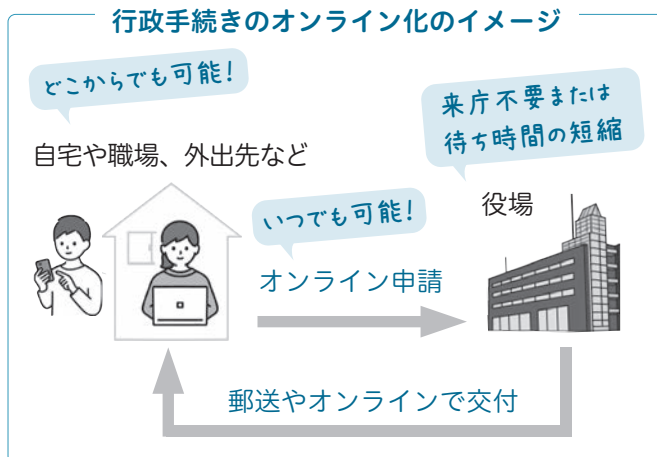 行政手続きのオンライン化のイメージ
どこからでも可能!
来庁不要または
待ち時間の短縮
自宅や職場、外出先など
いつでも可能!
役場
オンライン申請
郵送やオンラインで交付